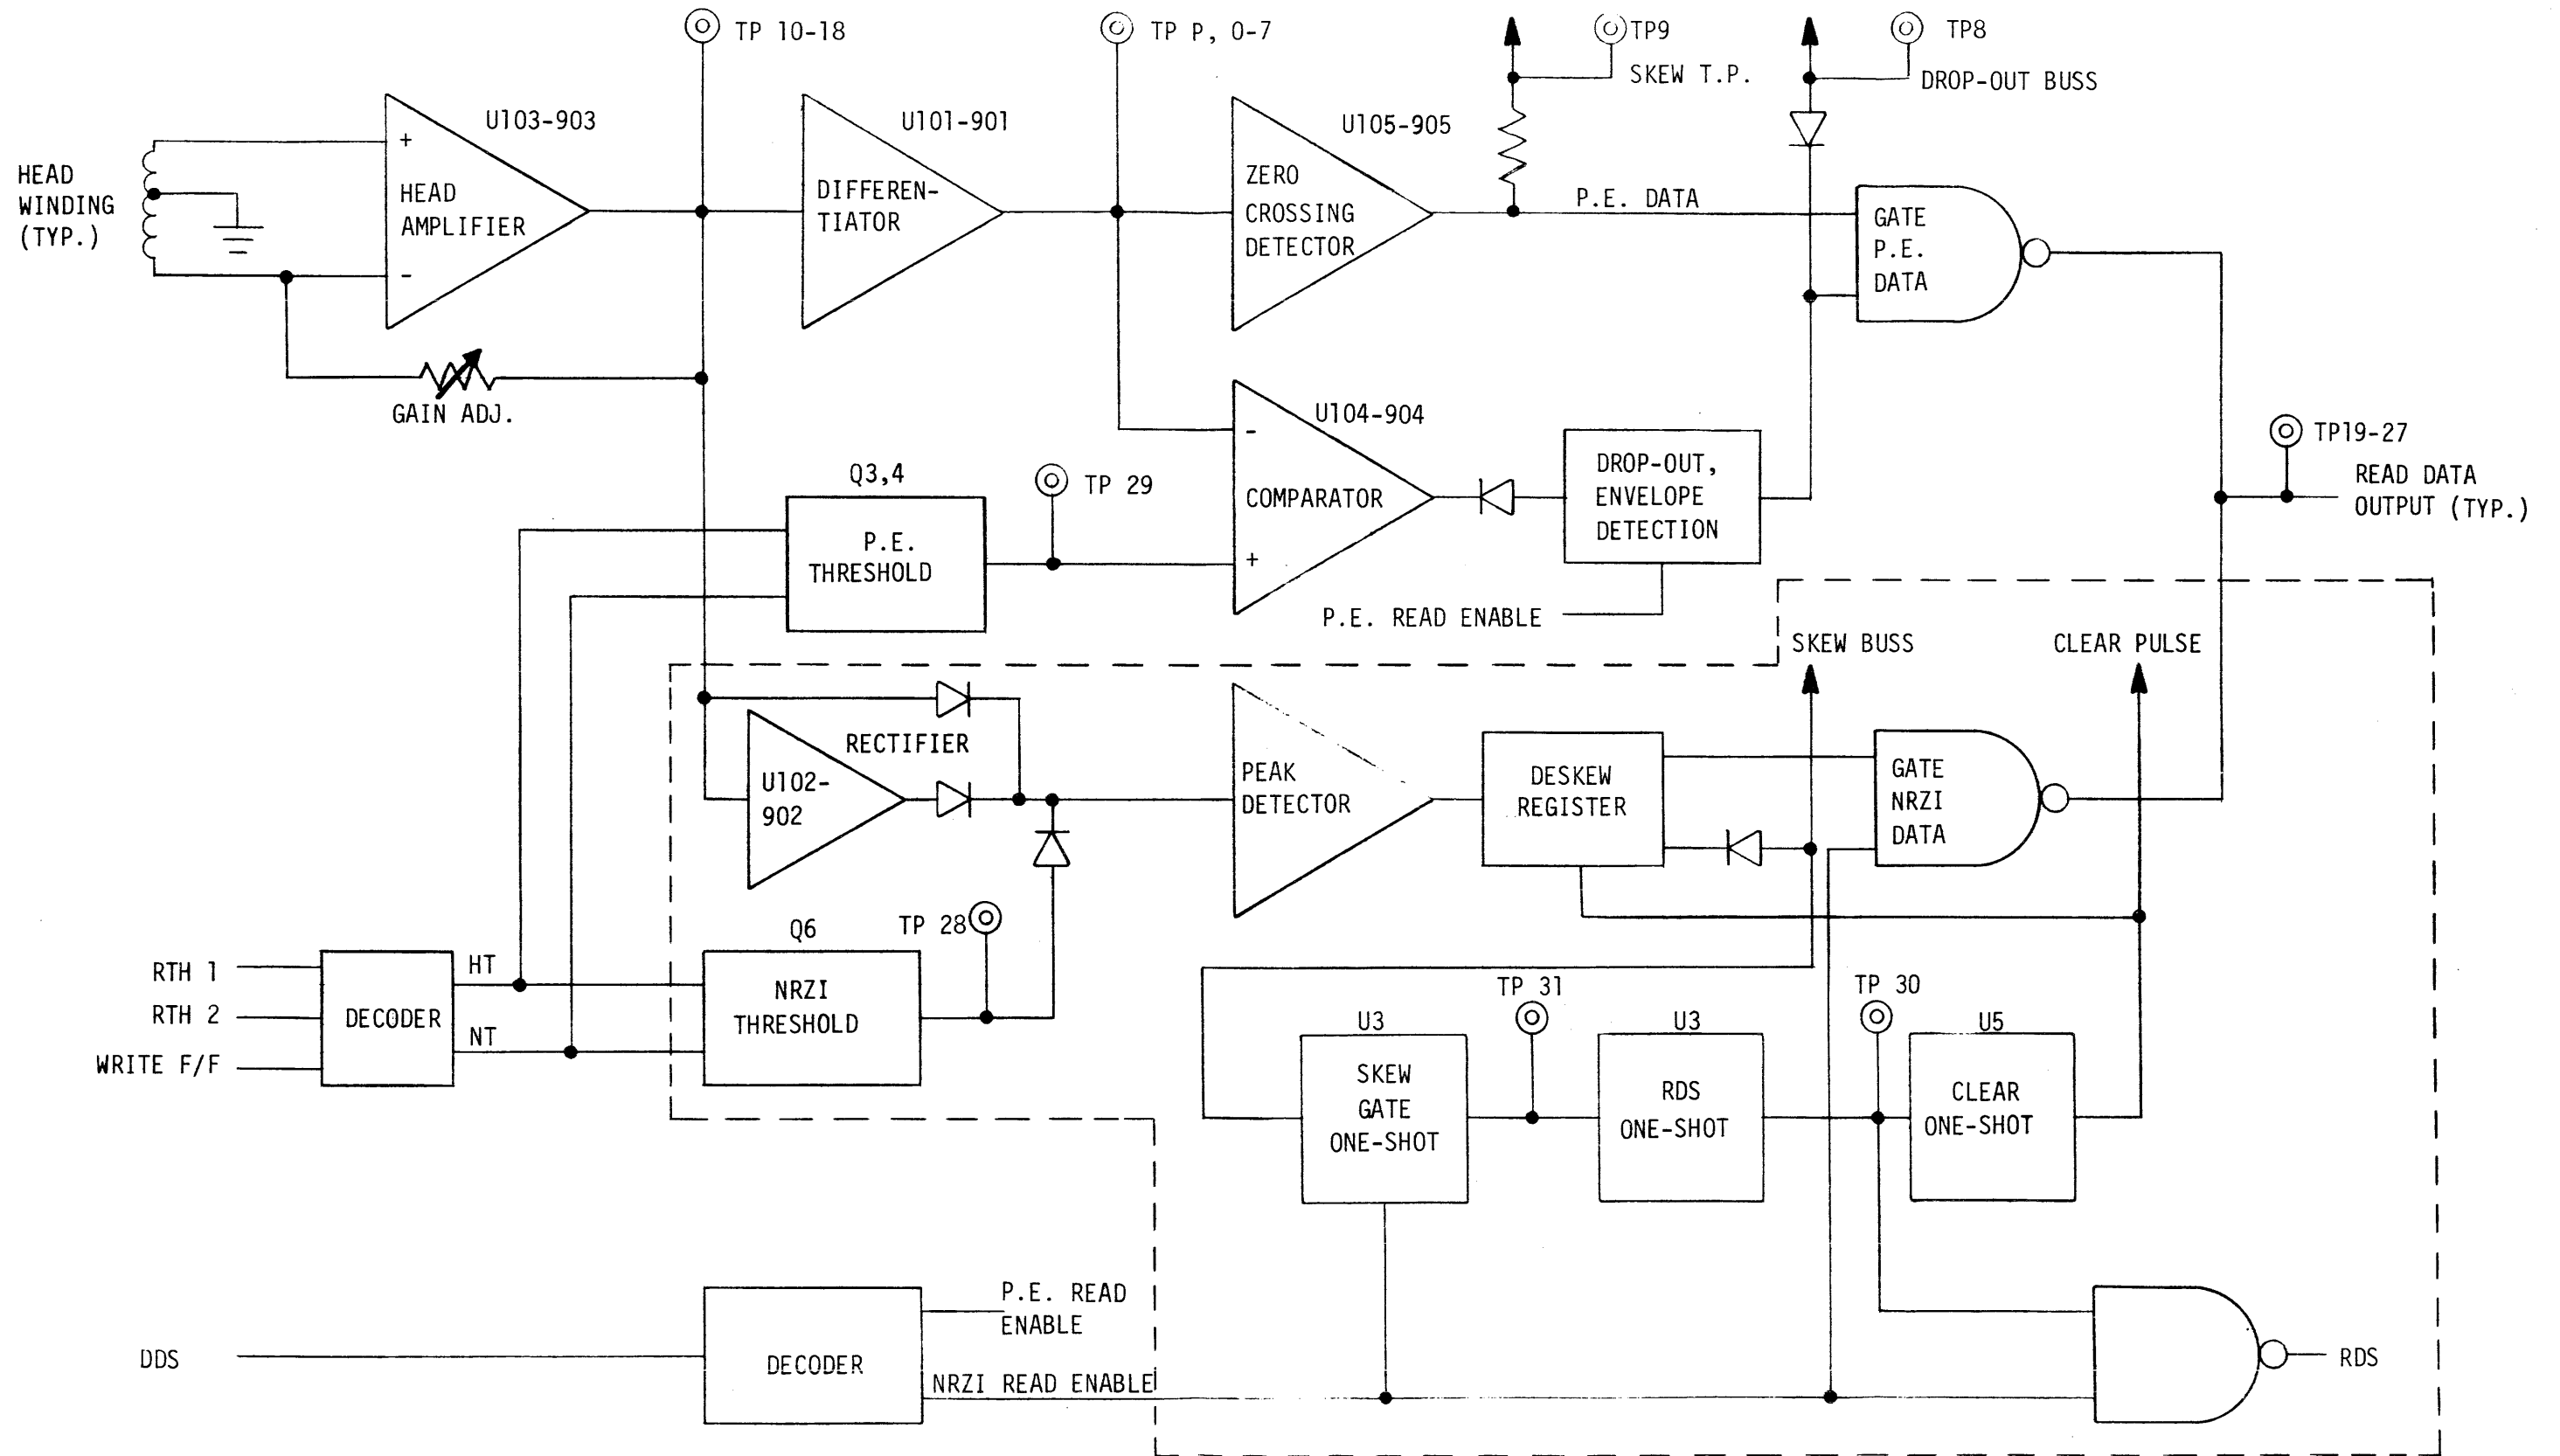 TP 10-18
TP P, 0-7
TP9
SKEW T.P.
TP8
DROP-OUT BUSS
HEAD
WINDING
(TYP.)
+
HEAD
AMPLIFIER
-
U103-903
DIFFEREN-
TIATOR
U101-901
ZERO
CROSSING
DETECTOR
U105-905
P.E. DATA
GATE
P.E.
DATA
GAIN ADJ.
Q3,4
P.E.
THRESHOLD
TP 29
-
COMPARATOR
+
U104-904
DROP-OUT,
ENVELOPE
DETECTION
P.E. READ ENABLE
TP19-27
READ DATA
OUTPUT (TYP.)
SKEW BUSS
CLEAR PULSE
RECTIFIER
U102-
902
PEAK
DETECTOR
DESKEW
REGISTER
GATE
NRZI
DATA
RTH 1
RTH 2
WRITE F/F
DECODER
HT
NT
Q6
NRZI
THRESHOLD
TP 28
U3
SKEW
GATE
ONE-SHOT
TP 31
U3
RDS
ONE-SHOT
TP 30
U5
CLEAR
ONE-SHOT
DDS
DECODER
P.E. READ
ENABLE
NRZI READ ENABLE
RDS